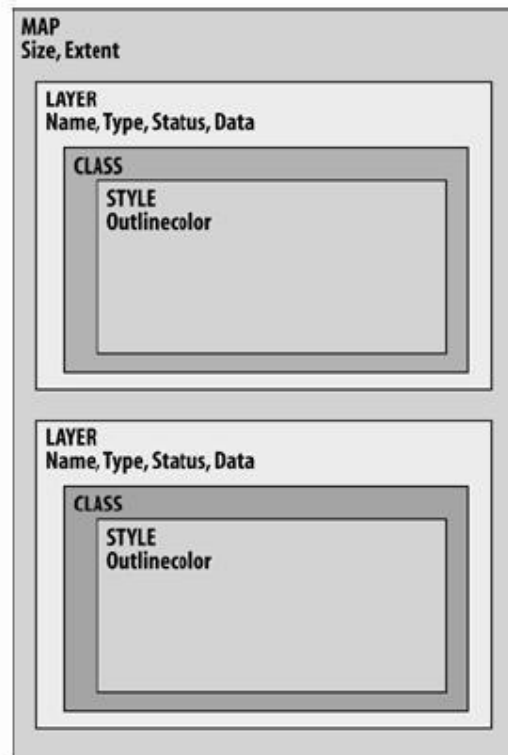 MAP
Size, Extent
LAYER
Name, Type, Status, Data
CLASS
STYLE
Outlinecolor
LAYER
Name, Type, Status, Data
CLASS
STYLE
Outlinecolor